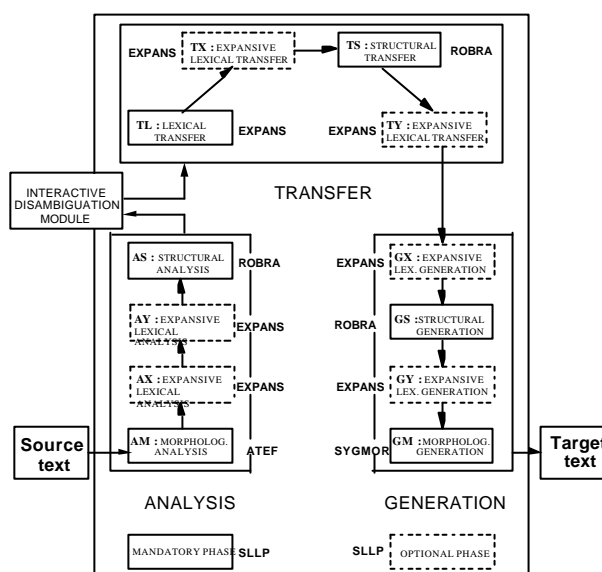 EXPANS
TX : EXPANSIVE
LEXICAL TRANSFER
TS : STRUCTURAL
TRANSFER
ROBRA
TL : LEXICAL
TRANSFER
EXPANS
EXPANS
TY : EXPANSIVE
LEXICAL TRANSFER
INTERACTIVE
DISAMBIGUATION
MODULE
TRANSFER
AS : STRUCTURAL
ANALYSIS
ROBRA
AY : EXPANSIVE
LEXICAL
ANALYSIS
EXPANS
AX : EXPANSIVE
LEXICAL
ANALYSIS
EXPANS
Source
text
AM : MORPHOLOG.
ANALYSIS
ATEF
EXPANS
GX : EXPANSIVE
LEX. GENERATION
ROBRA
GS : STRUCTURAL
GENERATION
EXPANS
GY : EXPANSIVE
LEX. GENERATION
SYGMOR
GM : MORPHOLOG.
GENERATION
Target
text
ANALYSIS
GENERATION
MANDATORY PHASE
SLLP
SLLP
OPTIONAL PHASE